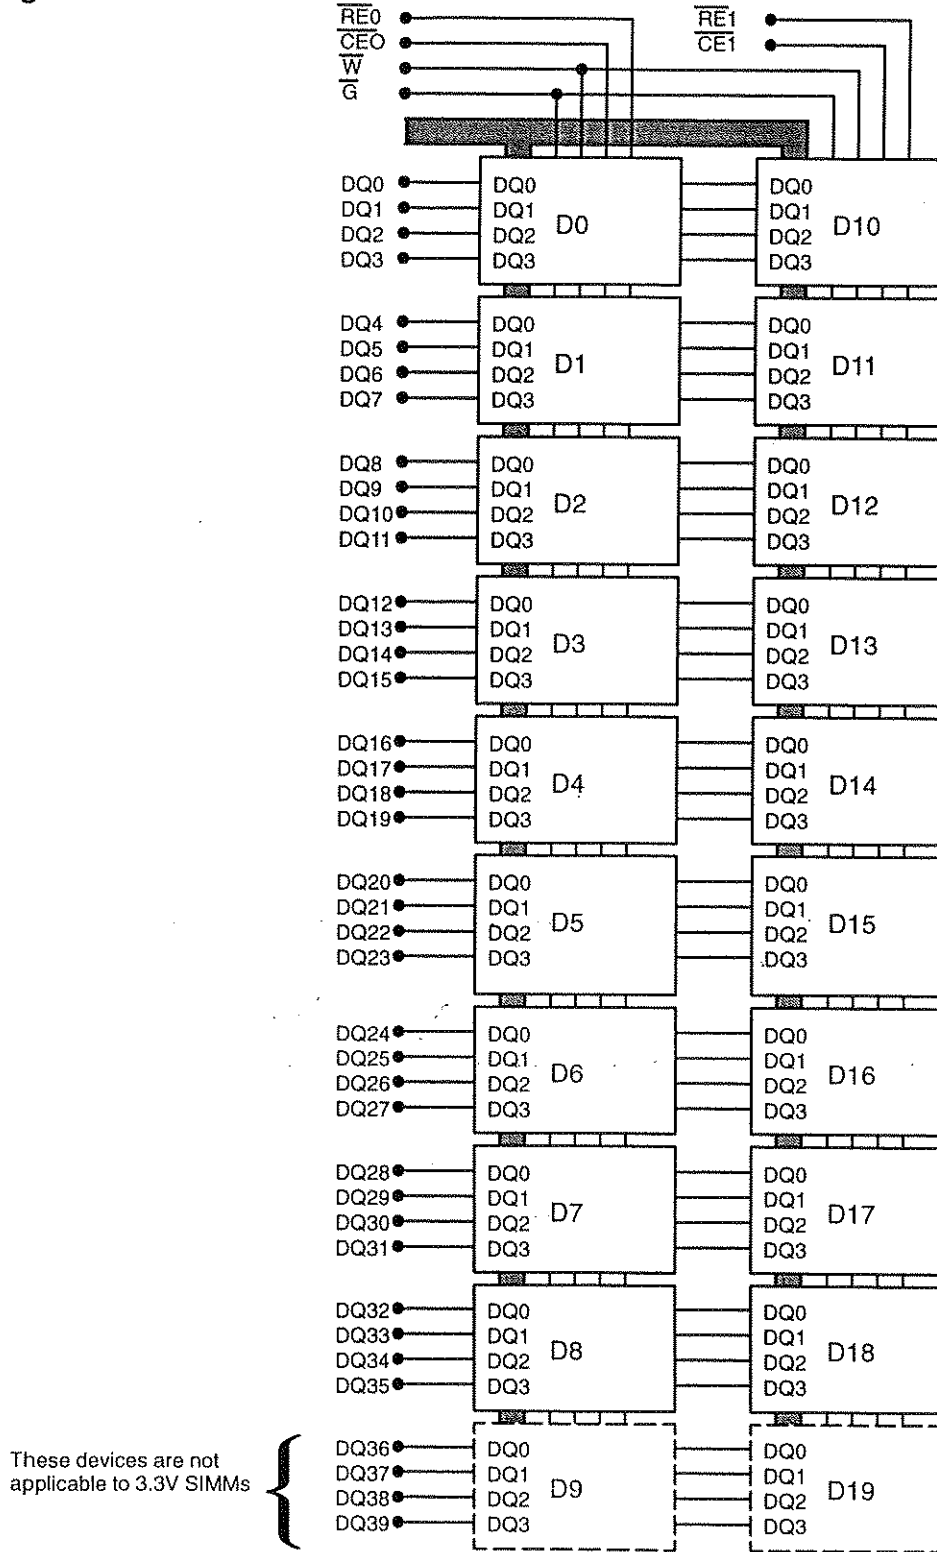 RE0
CE0
W
G
RE1
CE1
DQ0
DQ1
DQ2
DQ3
DQ0
DQ1
DQ2
DQ3
D0
DQ0
DQ1
DQ2
DQ3
D10
DQ4
DQ5
DQ6
DQ7
DQ0
DQ1
DQ2
DQ3
D1
DQ0
DQ1
DQ2
DQ3
D11
DQ8
DQ9
DQ10
DQ11
DQ0
DQ1
DQ2
DQ3
D2
DQ0
DQ1
DQ2
DQ3
D12
DQ12
DQ13
DQ14
DQ15
DQ0
DQ1
DQ2
DQ3
D3
DQ0
DQ1
DQ2
DQ3
D13
DQ16
DQ17
DQ18
DQ19
DQ0
DQ1
DQ2
DQ3
D4
DQ0
DQ1
DQ2
DQ3
D14
DQ20
DQ21
DQ22
DQ23
DQ0
DQ1
DQ2
DQ3
D5
DQ0
DQ1
DQ2
DQ3
D15
DQ24
DQ25
DQ26
DQ27
DQ0
DQ1
DQ2
DQ3
D6
DQ0
DQ1
DQ2
DQ3
D16
DQ28
DQ29
DQ30
DQ31
DQ0
DQ1
DQ2
DQ3
D7
DQ0
DQ1
DQ2
DQ3
D17
DQ32
DQ33
DQ34
DQ35
DQ0
DQ1
DQ2
DQ3
D8
DQ0
DQ1
DQ2
DQ3
D18
These devices are not
applicable to 3.3V SIMMs
DQ36
DQ37
DQ38
DQ39
DQ0
DQ1
DQ2
DQ3
D9
DQ0
DQ1
DQ2
DQ3
D19